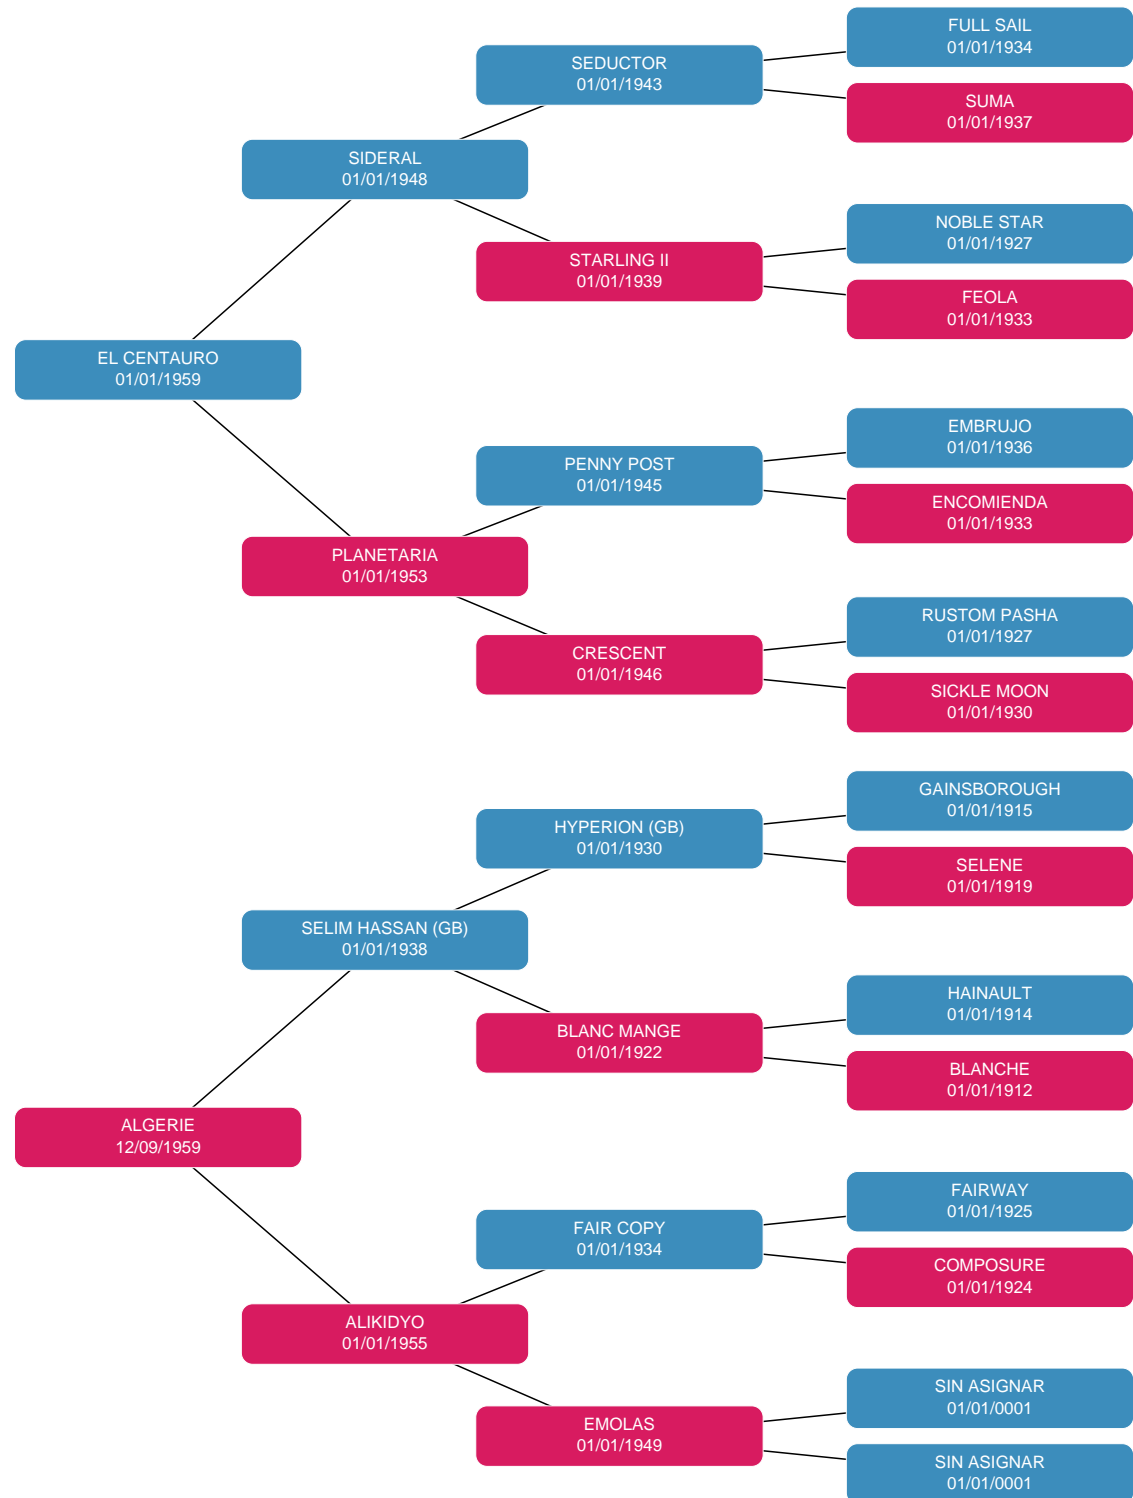 FULL SAIL
01/01/1934
SEDUCTOR
01/01/1943
SUMA
01/01/1937
SIDERAL
01/01/1948
NOBLE STAR
01/01/1927
STARLING II
01/01/1939
FEOLA
01/01/1933
EL CENTAURO
01/01/1959
EMBRUJO
01/01/1936
PENNY POST
01/01/1945
ENCOMIENDA
01/01/1933
PLANETARIA
01/01/1953
RUSTOM PASHA
01/01/1927
CRESCENT
01/01/1946
SICKLE MOON
01/01/1930
GAINSBOROUGH
01/01/1915
HYPERION (GB)
01/01/1930
SELENE
01/01/1919
SELIM HASSAN (GB)
01/01/1938
HAINAULT
01/01/1914
BLANC MANGE
01/01/1922
BLANCHE
01/01/1912
ALGERIE
12/09/1959
FAIRWAY
01/01/1925
FAIR COPY
01/01/1934
COMPOSURE
01/01/1924
ALIKIDYO
01/01/1955
SIN ASIGNAR
01/01/0001
EMOLAS
01/01/1949
SIN ASIGNAR
01/01/0001